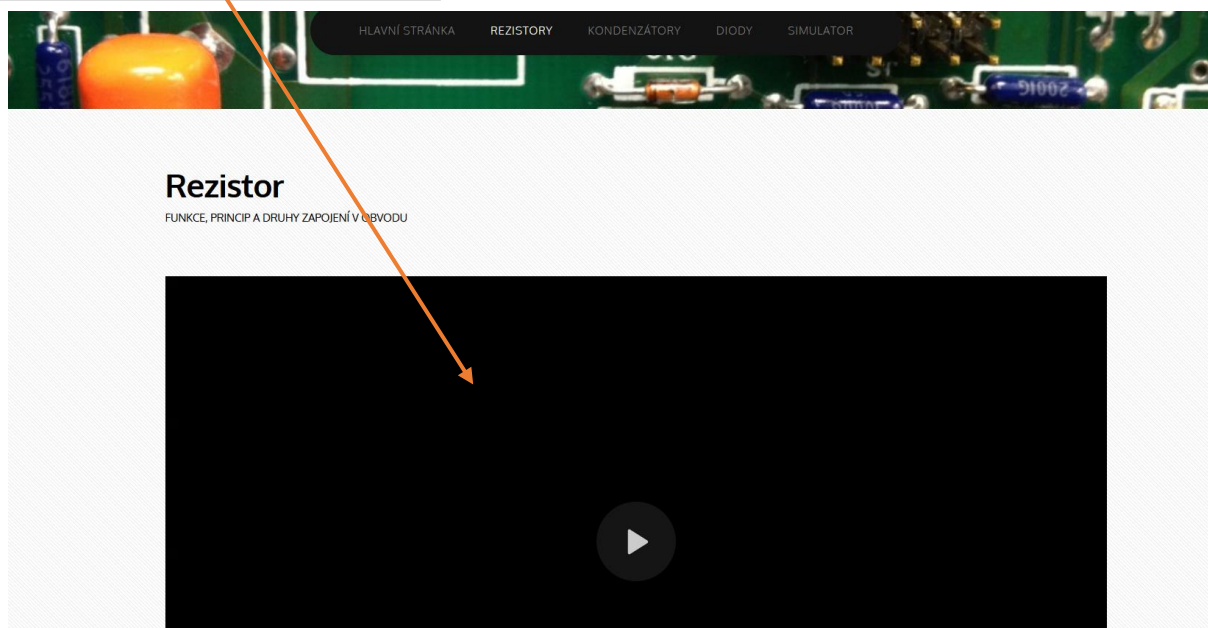 HLAVNÍ STRÁNKA REZISTORY KONDENZÁTORY DIODY SIMULATOR
Rezistor
FUNKCE, PRINCIP A DRUHY ZAPOJENÍ V OBVODU